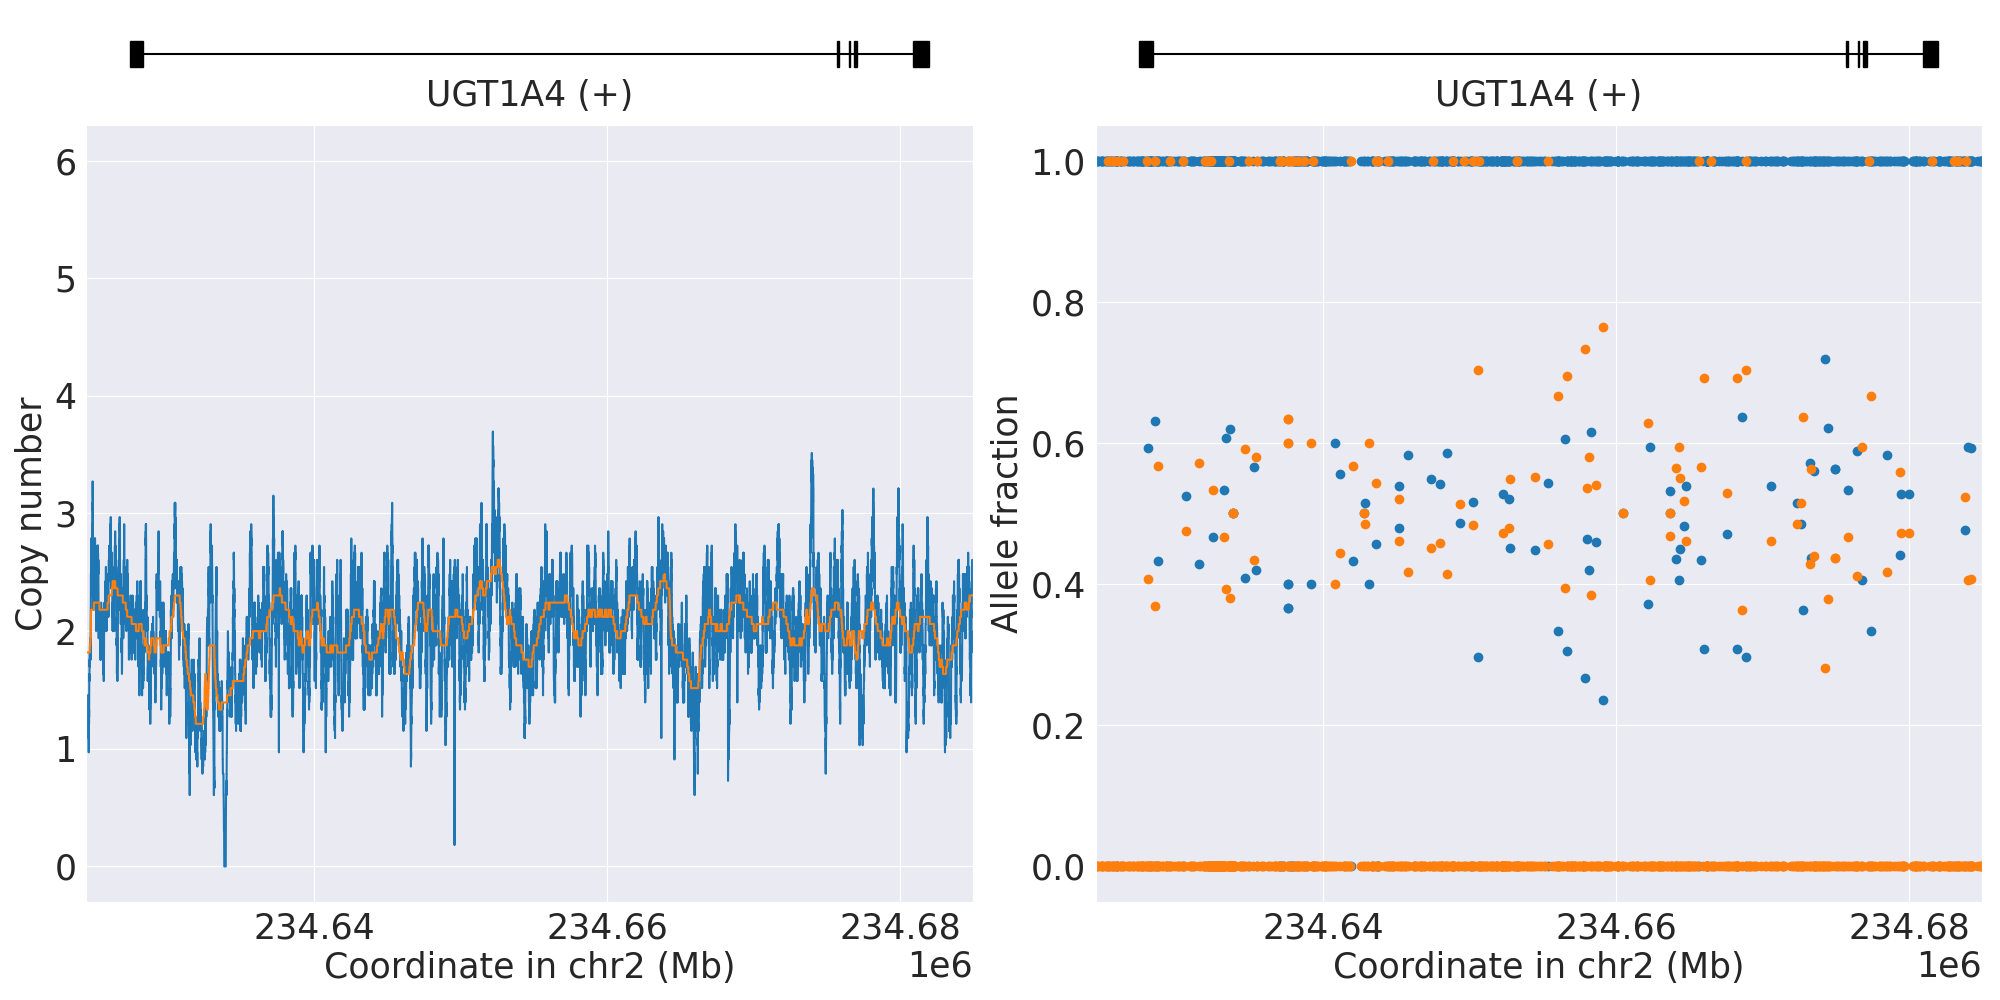 UGT1A4 (+)
6
5
4
3
2
1
0
Copy number
234.64
234.66
234.68
Coordinate in chr2 (Mb)
1e6
UGT1A4 (+)
1.0
0.8
0.6
0.4
0.2
0.0
Allele fraction
234.64
234.66
234.68
Coordinate in chr2 (Mb)
1e6